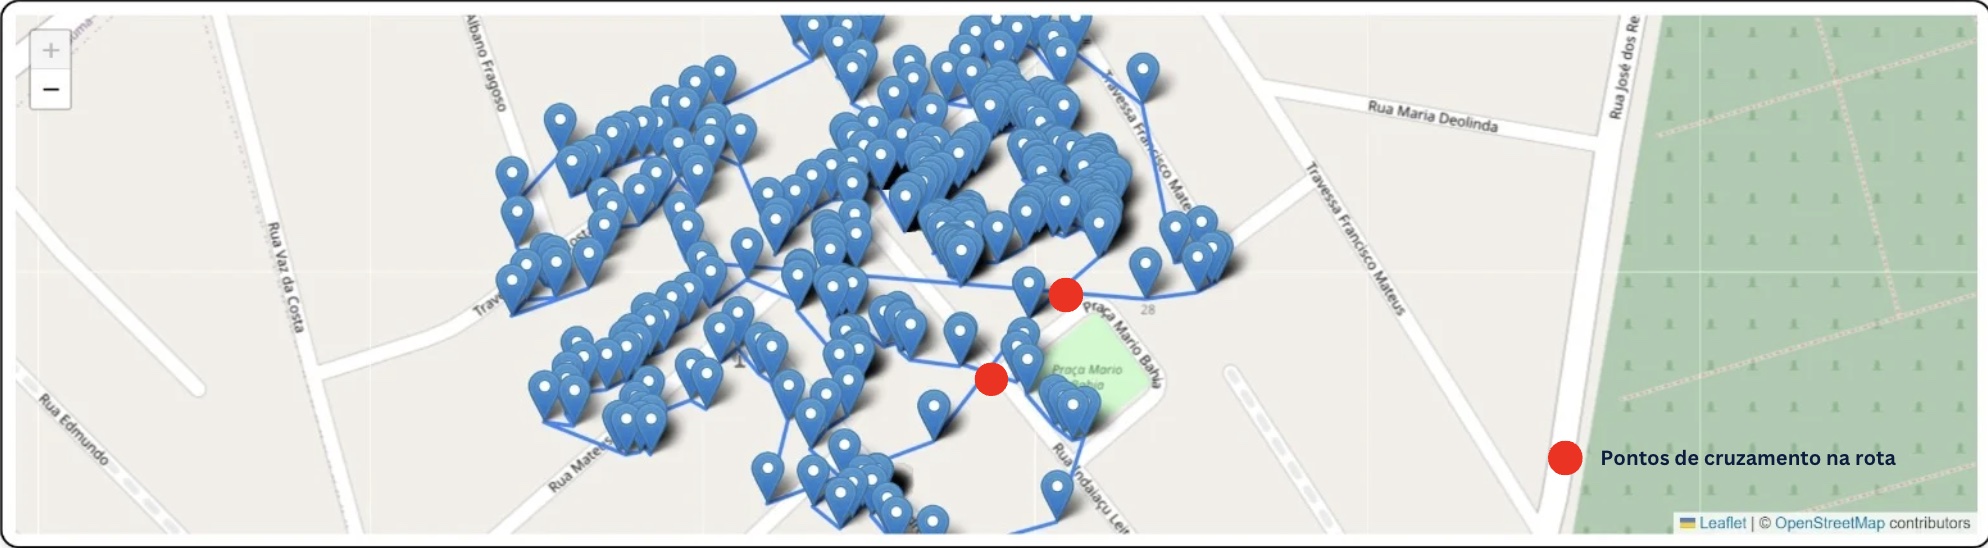 +
−
Albano Fragoso
Rua Vaz da Costa
Rua Edmundo
Rua Mateus
Travessa Francisco Mateus
Rua Maria Deolinda
Rua José dos Re
Travessa Francisco Mateus
28
Praça Mario Bahia
Praça Mario
Bahia
Rua Indaiaçu Leit
Pontos de cruzamento na rota
Leaflet | © OpenStreetMap contributors